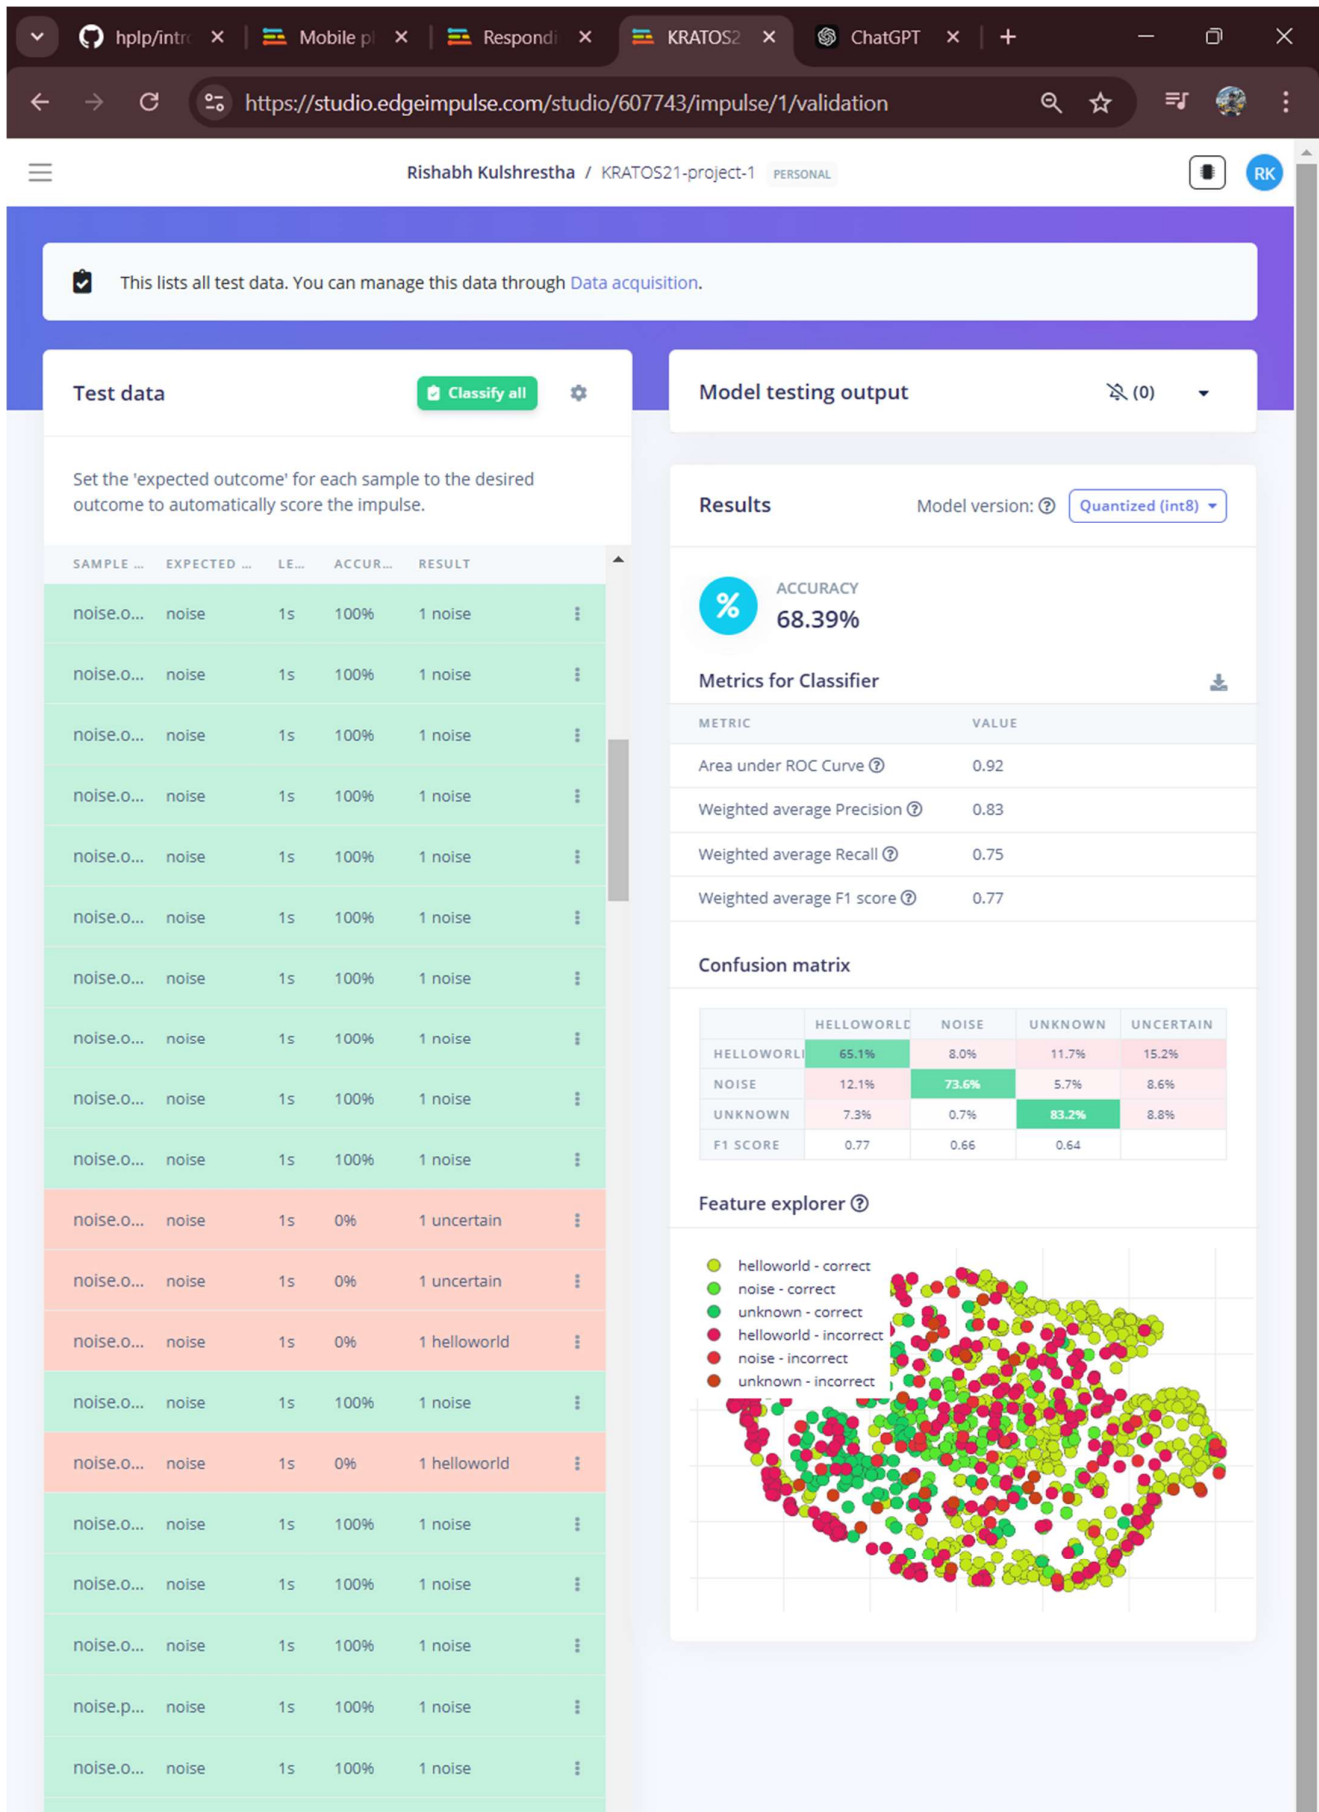 hplp/intro
Mobile pl
Respondi
KRATOS2
ChatGPT
https://studio.edgeimpulse.com/studio/607743/impulse/1/validation
Rishabh Kulshrestha / KRATOS21-project-1 PERSONAL
RK
This lists all test data. You can manage this data through Data acquisition.
Test data
Classify all
Set the 'expected outcome' for each sample to the desired
outcome to automatically score the impulse.
SAMPLE ... EXPECTED ... LE... ACCUR... RESULT
noise.o... noise 1s 100% 1 noise
noise.o... noise 1s 100% 1 noise
noise.o... noise 1s 100% 1 noise
noise.o... noise 1s 100% 1 noise
noise.o... noise 1s 100% 1 noise
noise.o... noise 1s 100% 1 noise
noise.o... noise 1s 100% 1 noise
noise.o... noise 1s 100% 1 noise
noise.o... noise 1s 100% 1 noise
noise.o... noise 1s 100% 1 noise
noise.o... noise 1s 0% 1 uncertain
noise.o... noise 1s 0% 1 uncertain
noise.o... noise 1s 0% 1 helloworld
noise.o... noise 1s 100% 1 noise
noise.o... noise 1s 0% 1 helloworld
noise.o... noise 1s 100% 1 noise
noise.o... noise 1s 100% 1 noise
noise.o... noise 1s 100% 1 noise
noise.p... noise 1s 100% 1 noise
noise.o... noise 1s 100% 1 noise
Model testing output
(0)
Results
Model version: Quantized (int8)
%
ACCURACY
68.39%
Metrics for Classifier
METRIC VALUE
Area under ROC Curve 0.92
Weighted average Precision 0.83
Weighted average Recall 0.75
Weighted average F1 score 0.77
Confusion matrix
HELLOWORLD NOISE UNKNOWN UNCERTAIN
HELLOWORL 65.1% 8.0% 11.7% 15.2%
NOISE 12.1% 73.6% 5.7% 8.6%
UNKNOWN 7.3% 0.7% 83.2% 8.8%
F1 SCORE 0.77 0.66 0.64
Feature explorer
helloworld - correct
noise - correct
unknown - correct
helloworld - incorrect
noise - incorrect
unknown - incorrect